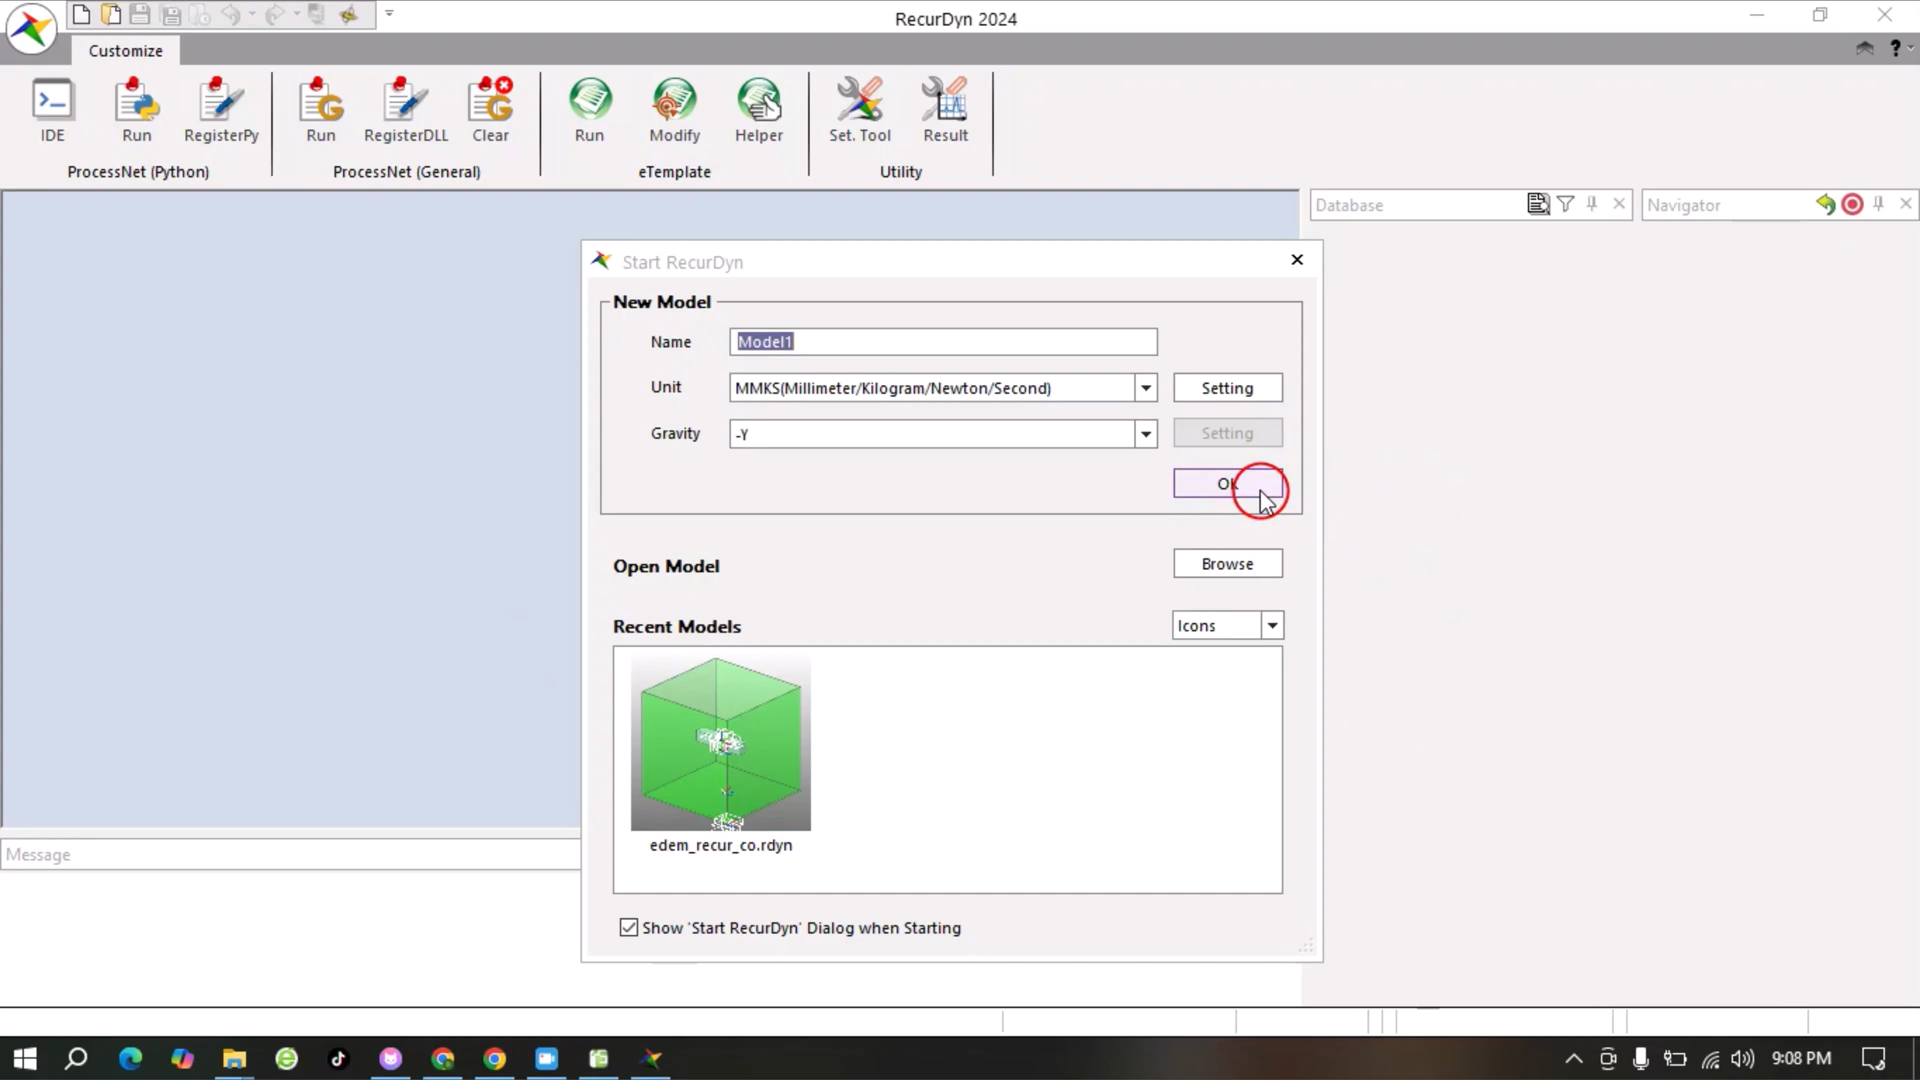 RecurDyn 2024
Customize
?
IDE
Run
RegisterPy
Run
RegisterDLL
Clear
Run
Modify
Helper
Set. Tool
Result
ProcessNet (Python)
ProcessNet (General)
eTemplate
Utility
Database
Navigator
Start RecurDyn
New Model
Name
Model1
Unit
MMKS(Millimeter/Kilogram/Newton/Second)
Setting
Gravity
-Y
Setting
OK
Open Model
Browse
Recent Models
Icons
edem_recur_co.rdyn
Show 'Start RecurDyn' Dialog when Starting
Message
9:08 PM